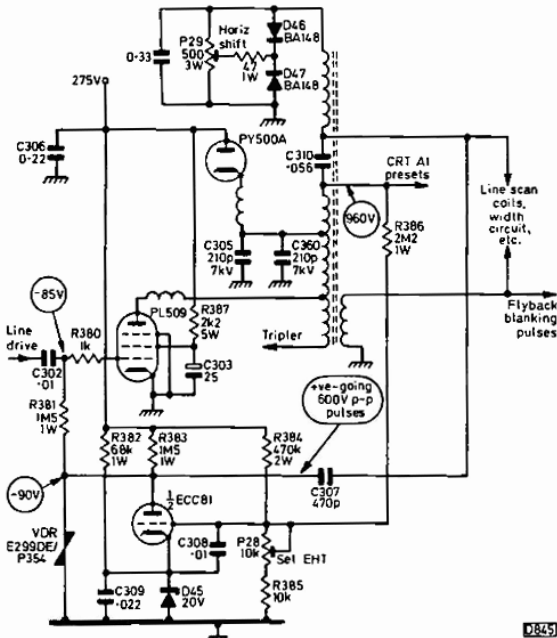 D46
BA148
Horiz
shift
P29
500
3W
0·33
47
1W
D47
BA148
275V
C306
0·22
PY500A
C310
·056
CRT A1
presets
960V
Line scan
coils,
width
circuit,
etc.
R386
2M2
1W
C305
210p
7kV
C360
210p
7kV
-85V
PL509
R387
2k2
5W
Line
drive
R380
1k
Tripler
Flyback
blanking
pulses
C302
·01
C303
25
R381
1M5
1W
+ve-going
600V p-p
pulses
R382
68k
1W
R383
1M5
1W
R384
470k
2W
-90V
C307
470p
½ECC81
VDR
E299DE/
P354
C308
·01
P28
10k
Set EHT
C309
·022
D45
20V
R385
10k
D845